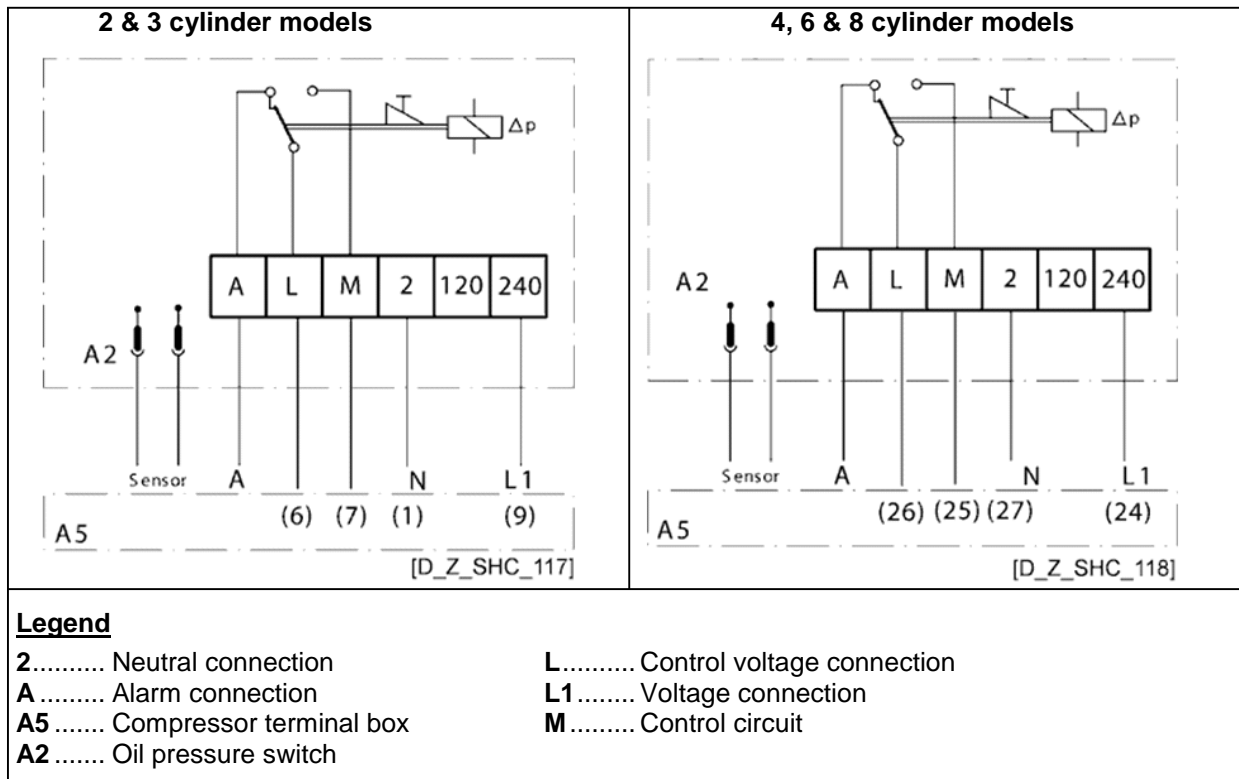 2 & 3 cylinder models
Δp
A L M 2 120 240
A2
Sensor A N L1
(6) (7) (1) (9)
A5
[D_Z_SHC_117]
4, 6 & 8 cylinder models
Δp
A2
A L M 2 120 240
Sensor A N L1
(26) (25) (27) (24)
A5
[D_Z_SHC_118]
Legend
2.......... Neutral connection
A ......... Alarm connection
A5 ....... Compressor terminal box
A2 ....... Oil pressure switch
L.......... Control voltage connection
L1........ Voltage connection
M ......... Control circuit